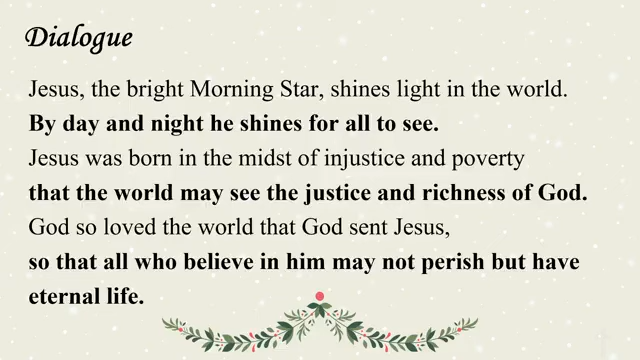 Dialogue
Jesus, the bright Morning Star, shines light in the world.
By day and night he shines for all to see.
Jesus was born in the midst of injustice and poverty
that the world may see the justice and richness of God.
God so loved the world that God sent Jesus,
so that all who believe in him may not perish but have
eternal life.